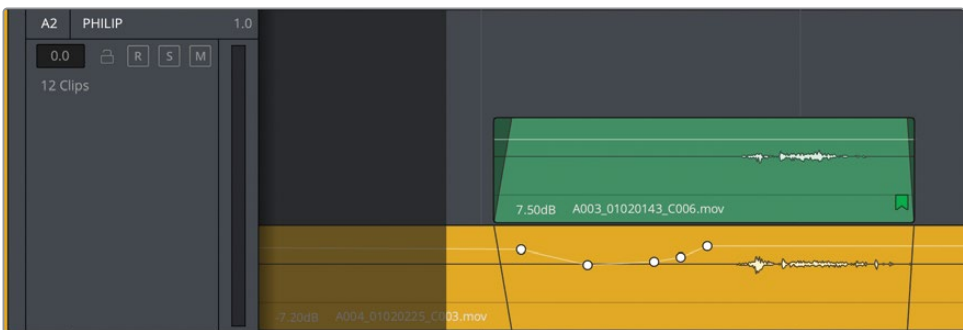 A2 PHILIP 1.0
0.0 R S M
12 Clips
7.50dB A003_01020143_C006.mov
-7.20dB A004_01020225_C003.mov